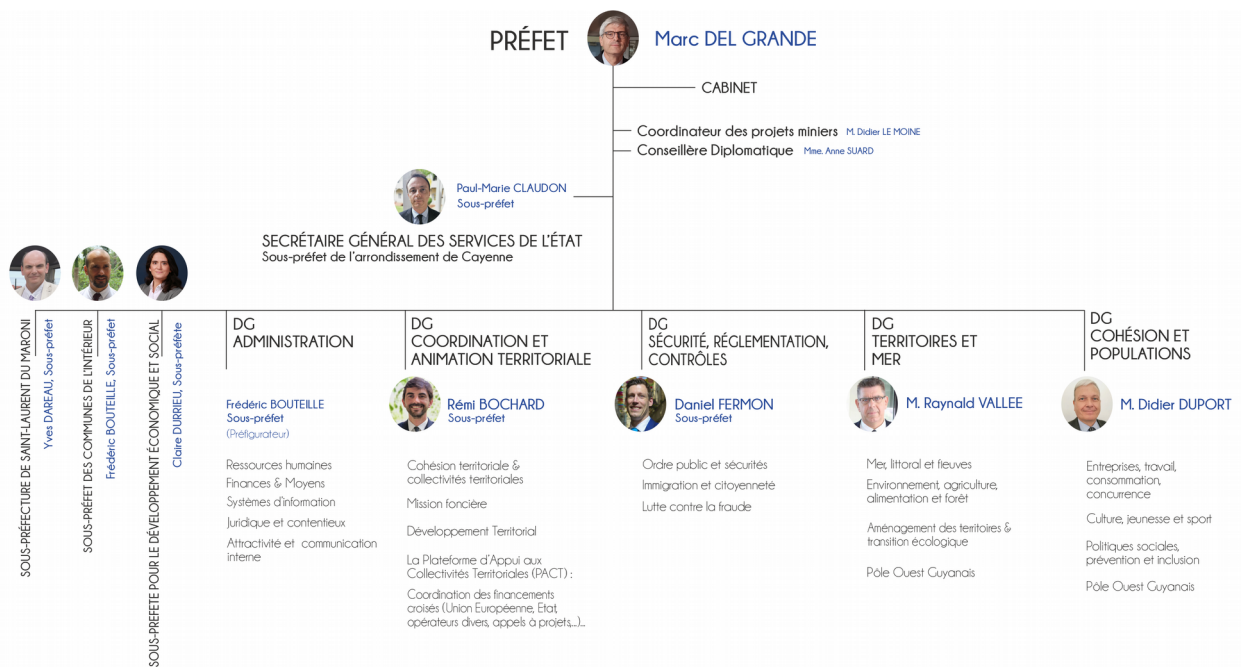 PRÉFET
Marc DEL GRANDE
CABINET
Coordinateur des projets miniers M. Didier LE MOINE
Conseillère Diplomatique Mme. Anne SUARD
Paul-Marie CLAUDON
Sous-préfet
SECRÉTAIRE GÉNÉRAL DES SERVICES DE L'ÉTAT
Sous-préfet de l'arrondissement de Cayenne
SOUS-PRÉFECTURE DE SAINT-LAURENT DU MARONI
Yves DAREAU, Sous-préfet
SOUS-PRÉFET DES COMMUNES DE L'INTÉRIEUR
Frédéric BOUTEILLE, Sous-préfet
SOUS-PREFETE POUR LE DÉVELOPPEMENT ÉCONOMIQUE ET SOCIAL
Claire DURRIEU, Sous-préfète
DG
ADMINISTRATION
Frédéric BOUTEILLE
Sous-préfet
(Préfigurateur)
Ressources humaines
Finances & Moyens
Systèmes d'information
Juridique et contentieux
Attractivité et communication
interne
DG
COORDINATION ET
ANIMATION TERRITORIALE
Rémi BOCHARD
Sous-préfet
Cohésion territoriale &
collectivités territoriales
Mission foncière
Développement Territorial
La Plateforme d'Appui aux
Collectivités Territoriales (PACT) :
Coordination des financements
croisés (Union Européenne, Etat,
opérateurs divers, appels à projets,...)...
DG
SÉCURITÉ, RÉGLEMENTATION,
CONTRÔLES
Daniel FERMON
Sous-préfet
Ordre public et sécurités
Immigration et citoyenneté
Lutte contre la fraude
DG
TERRITOIRES ET
MER
M. Raynald VALLEE
Mer, littoral et fleuves
Environnement, agriculture,
alimentation et forêt
Aménagement des territoires &
transition écologique
Pôle Ouest Guyanais
DG
COHÉSION ET
POPULATIONS
M. Didier DUPORT
Entreprises, travail,
consommation,
concurrence
Culture, jeunesse et sport
Politiques sociales,
prévention et inclusion
Pôle Ouest Guyanais